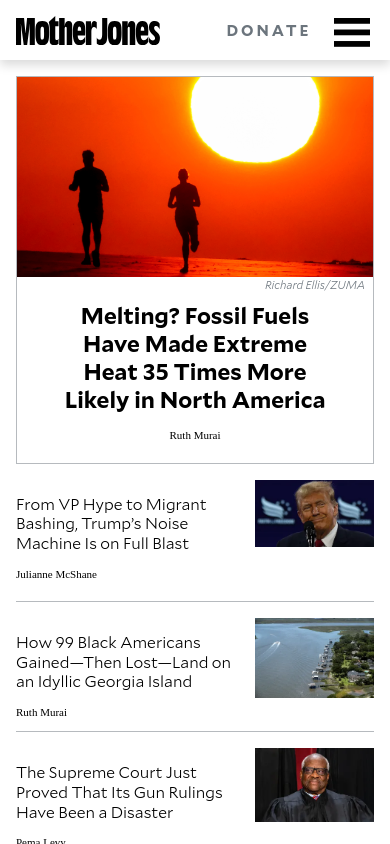 Mother Jones
DONATE
Richard Ellis/ZUMA
Melting? Fossil Fuels
Have Made Extreme
Heat 35 Times More
Likely in North America
Ruth Murai
From VP Hype to Migrant
Bashing, Trump’s Noise
Machine Is on Full Blast
Julianne McShane
How 99 Black Americans
Gained—Then Lost—Land on
an Idyllic Georgia Island
Ruth Murai
The Supreme Court Just
Proved That Its Gun Rulings
Have Been a Disaster
Pema Levy